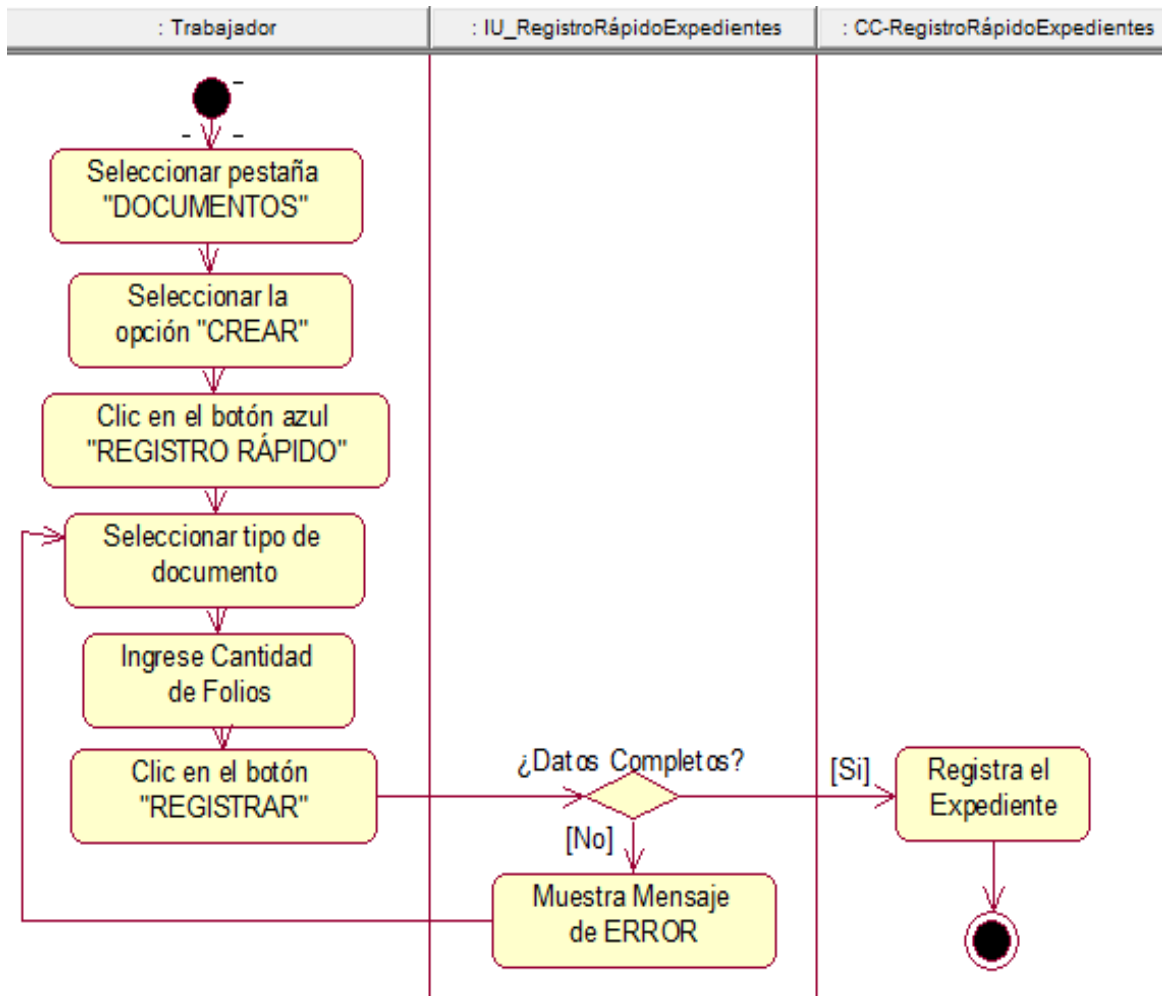 : Trabajador
: IU_RegistroRápidoExpedientes
: CC-RegistroRápidoExpedientes
Seleccionar pestaña
"DOCUMENTOS"
Seleccionar la
opción "CREAR"
Clic en el botón azul
"REGISTRO RÁPIDO"
Seleccionar tipo de
documento
Ingrese Cantidad
de Folios
Clic en el botón
"REGISTRAR"
¿Datos Completos?
[Si]
Registra el
Expediente
[No]
Muestra Mensaje
de ERROR